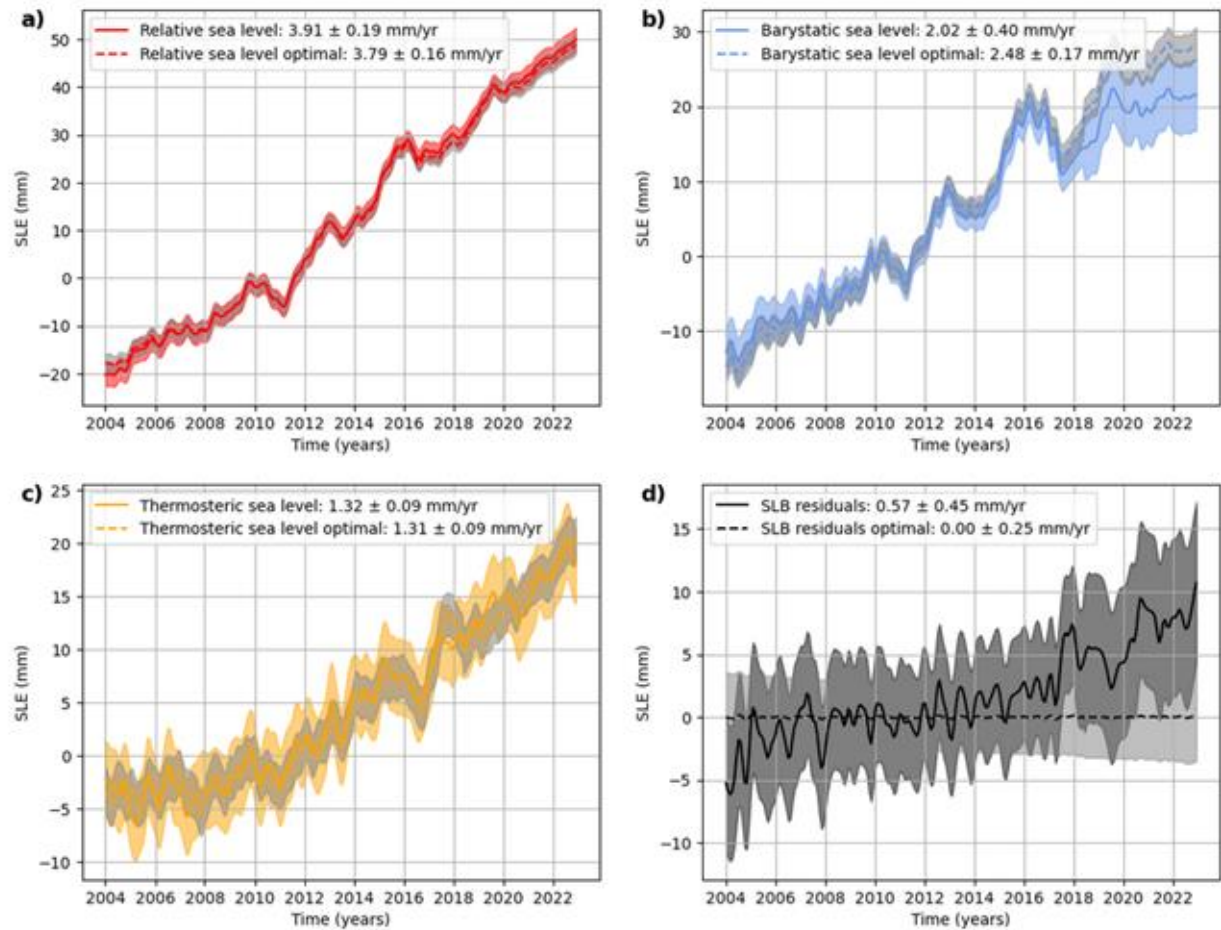 a)
Relative sea level: 3.91 ± 0.19 mm/yr
Relative sea level optimal: 3.79 ± 0.16 mm/yr
50
40
30
20
10
0
−10
−20
SLE (mm)
2004 2006 2008 2010 2012 2014 2016 2018 2020 2022
Time (years)
b)
Barystatic sea level: 2.02 ± 0.40 mm/yr
Barystatic sea level optimal: 2.48 ± 0.17 mm/yr
30
20
10
0
−10
SLE (mm)
2004 2006 2008 2010 2012 2014 2016 2018 2020 2022
Time (years)
c)
Thermosteric sea level: 1.32 ± 0.09 mm/yr
Thermosteric sea level optimal: 1.31 ± 0.09 mm/yr
25
20
15
10
5
0
−5
−10
SLE (mm)
2004 2006 2008 2010 2012 2014 2016 2018 2020 2022
Time (years)
d)
SLB residuals: 0.57 ± 0.45 mm/yr
SLB residuals optimal: 0.00 ± 0.25 mm/yr
15
10
5
0
−5
−10
SLE (mm)
2004 2006 2008 2010 2012 2014 2016 2018 2020 2022
Time (years)